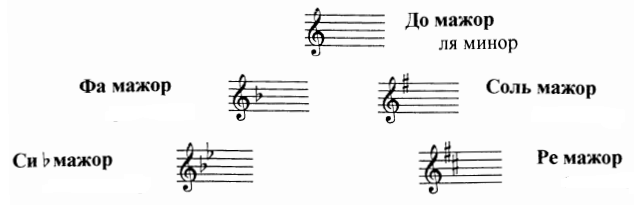 До мажор
ля минор
Фа мажор
Соль мажор
Си ♭ мажор
Ре мажор